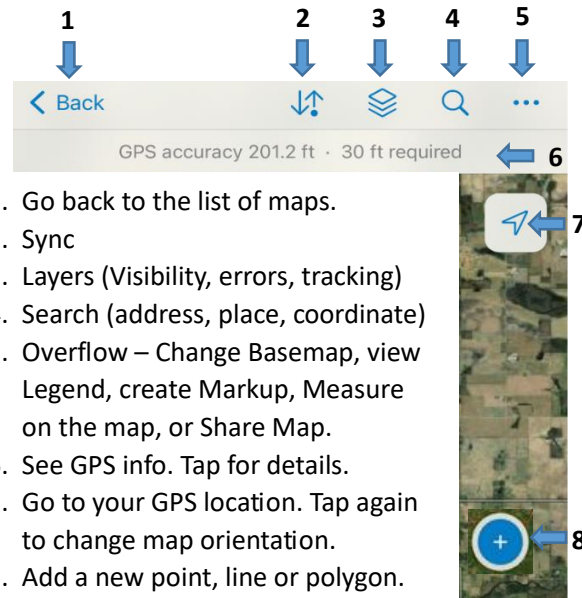 1 2 3 4 5
Back
GPS accuracy 201.2 ft · 30 ft required 6
7
. Go back to the list of maps.
. Sync
. Layers (Visibility, errors, tracking)
. Search (address, place, coordinate)
. Overflow – Change Basemap, view
Legend, create Markup, Measure
on the map, or Share Map.
. See GPS info. Tap for details.
. Go to your GPS location. Tap again
to change map orientation.
. Add a new point, line or polygon.
8